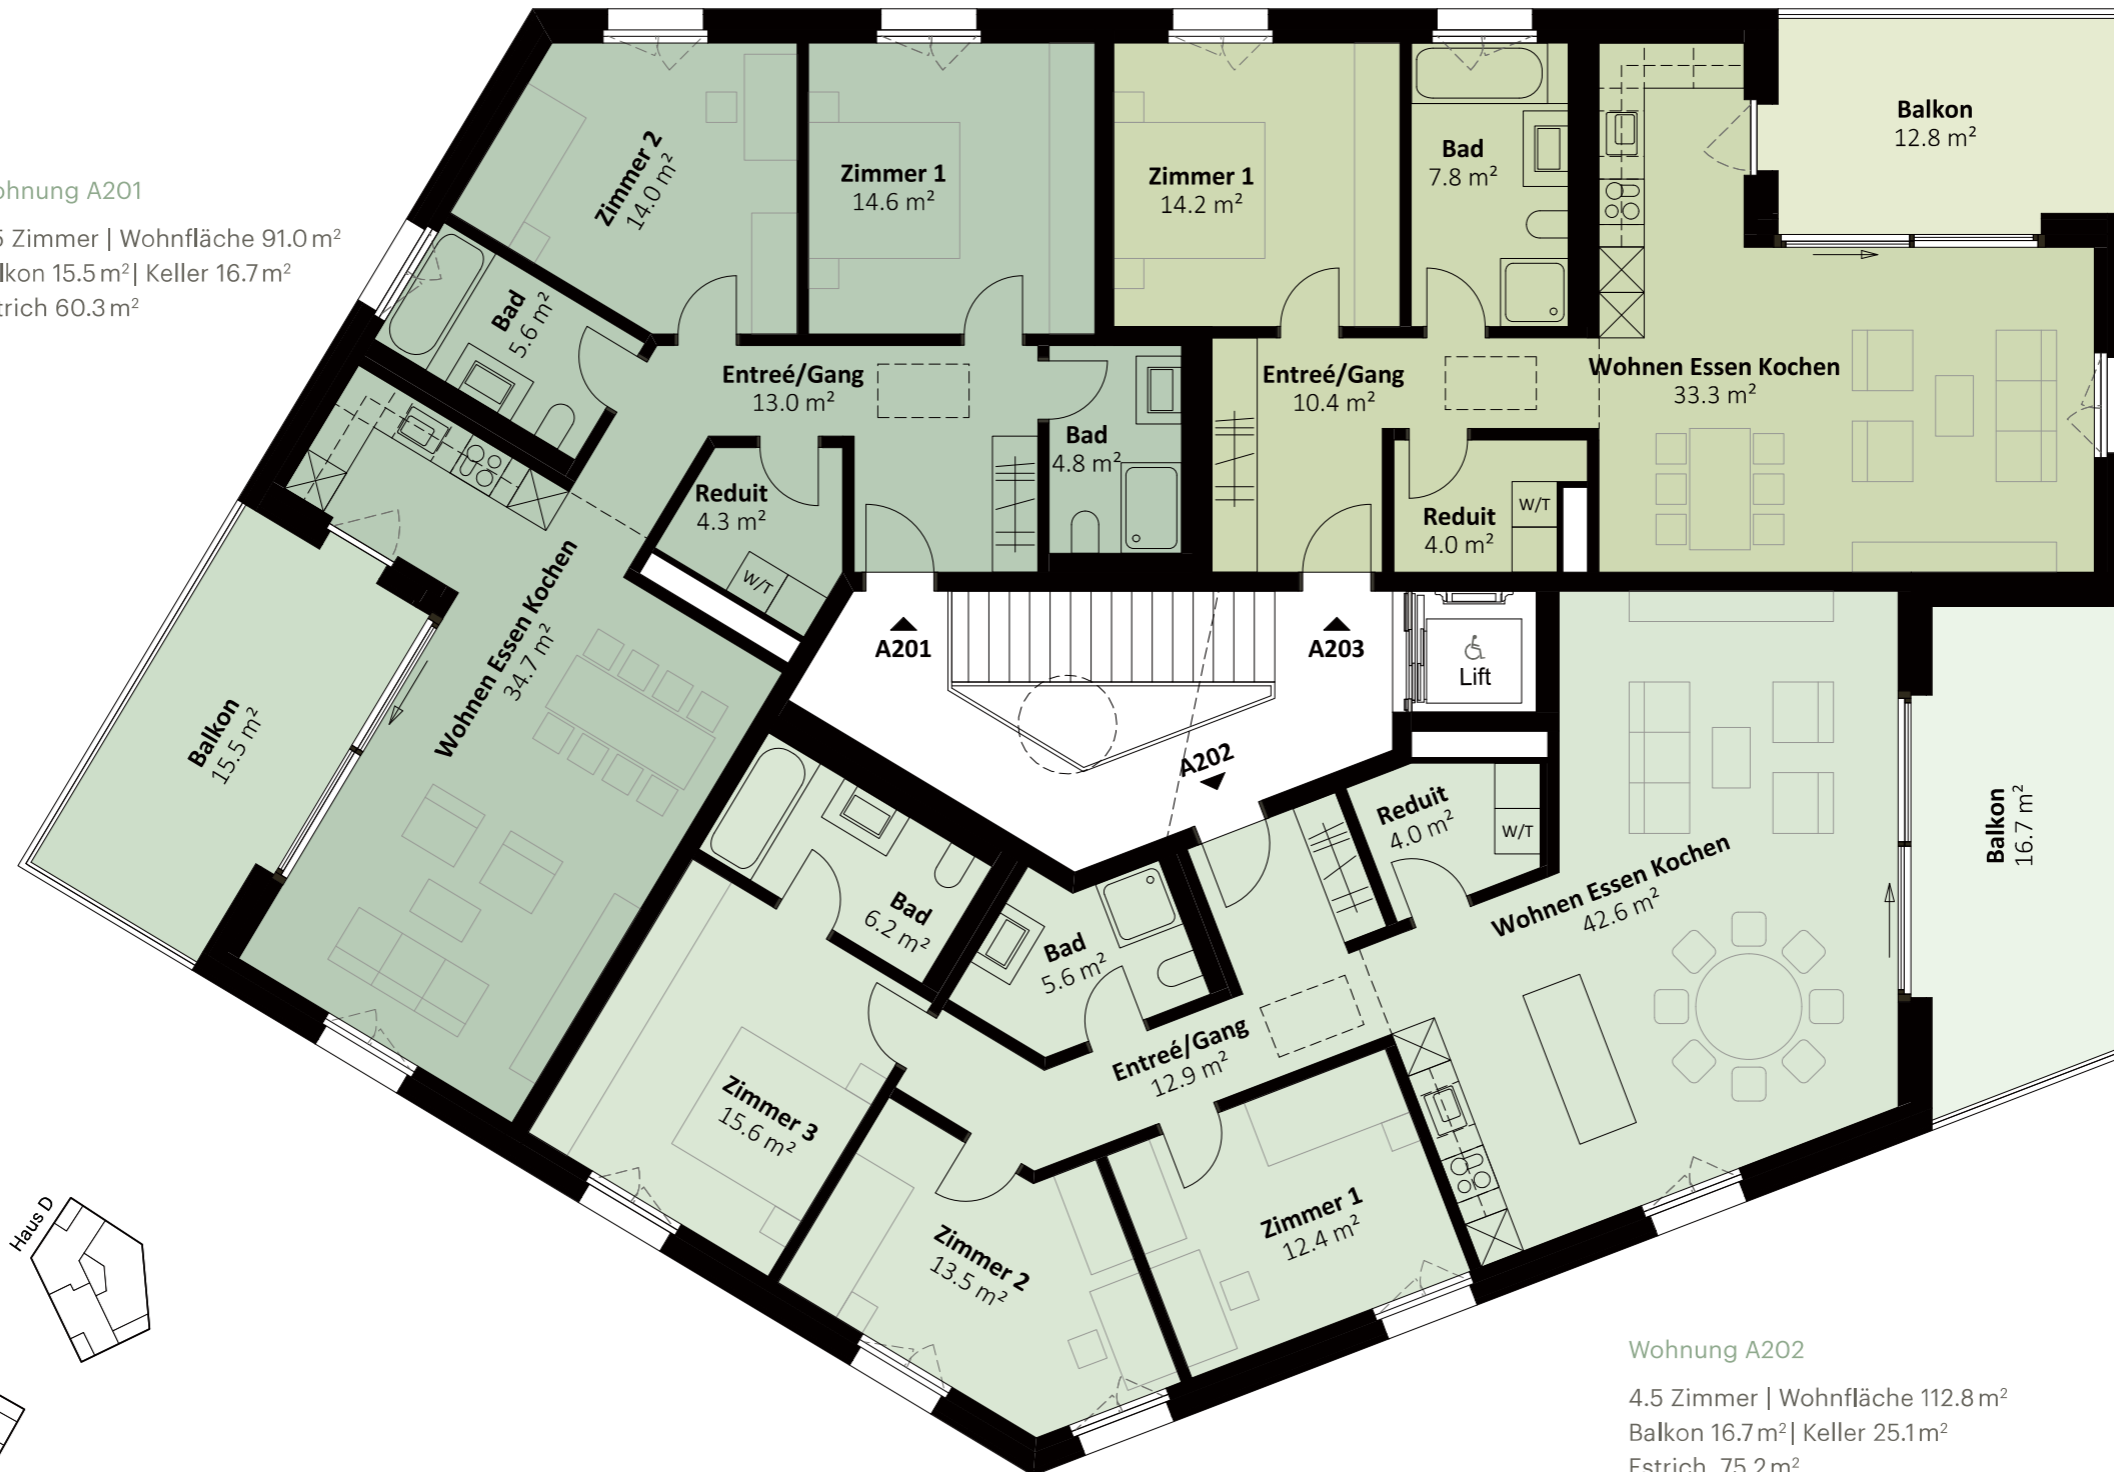 ohnung A201
5 Zimmer | Wohnfläche 91.0 m²
lkon 15.5 m² | Keller 16.7 m²
trich 60.3 m²
Zimmer 2
14.0 m²
Zimmer 1
14.6 m²
Zimmer 1
14.2 m²
Bad
7.8 m²
Balkon
12.8 m²
Bad
5.6 m²
Entreé/Gang
13.0 m²
Bad
4.8 m²
Entreé/Gang
10.4 m²
Wohnen Essen Kochen
33.3 m²
Reduit
4.3 m²
W/T
Reduit
4.0 m²
W/T
Wohnen Essen Kochen
34.7 m²
Balkon
15.5 m²
A201
A203
Lift
A202
Bad
6.2 m²
Bad
5.6 m²
Reduit
4.0 m²
W/T
Wohnen Essen Kochen
42.6 m²
Balkon
16.7 m²
Entreé/Gang
12.9 m²
Zimmer 3
15.6 m²
Zimmer 2
13.5 m²
Zimmer 1
12.4 m²
Haus D
Wohnung A202
4.5 Zimmer | Wohnfläche 112.8 m²
Balkon 16.7 m² | Keller 25.1 m²
Estrich 75.2 m²